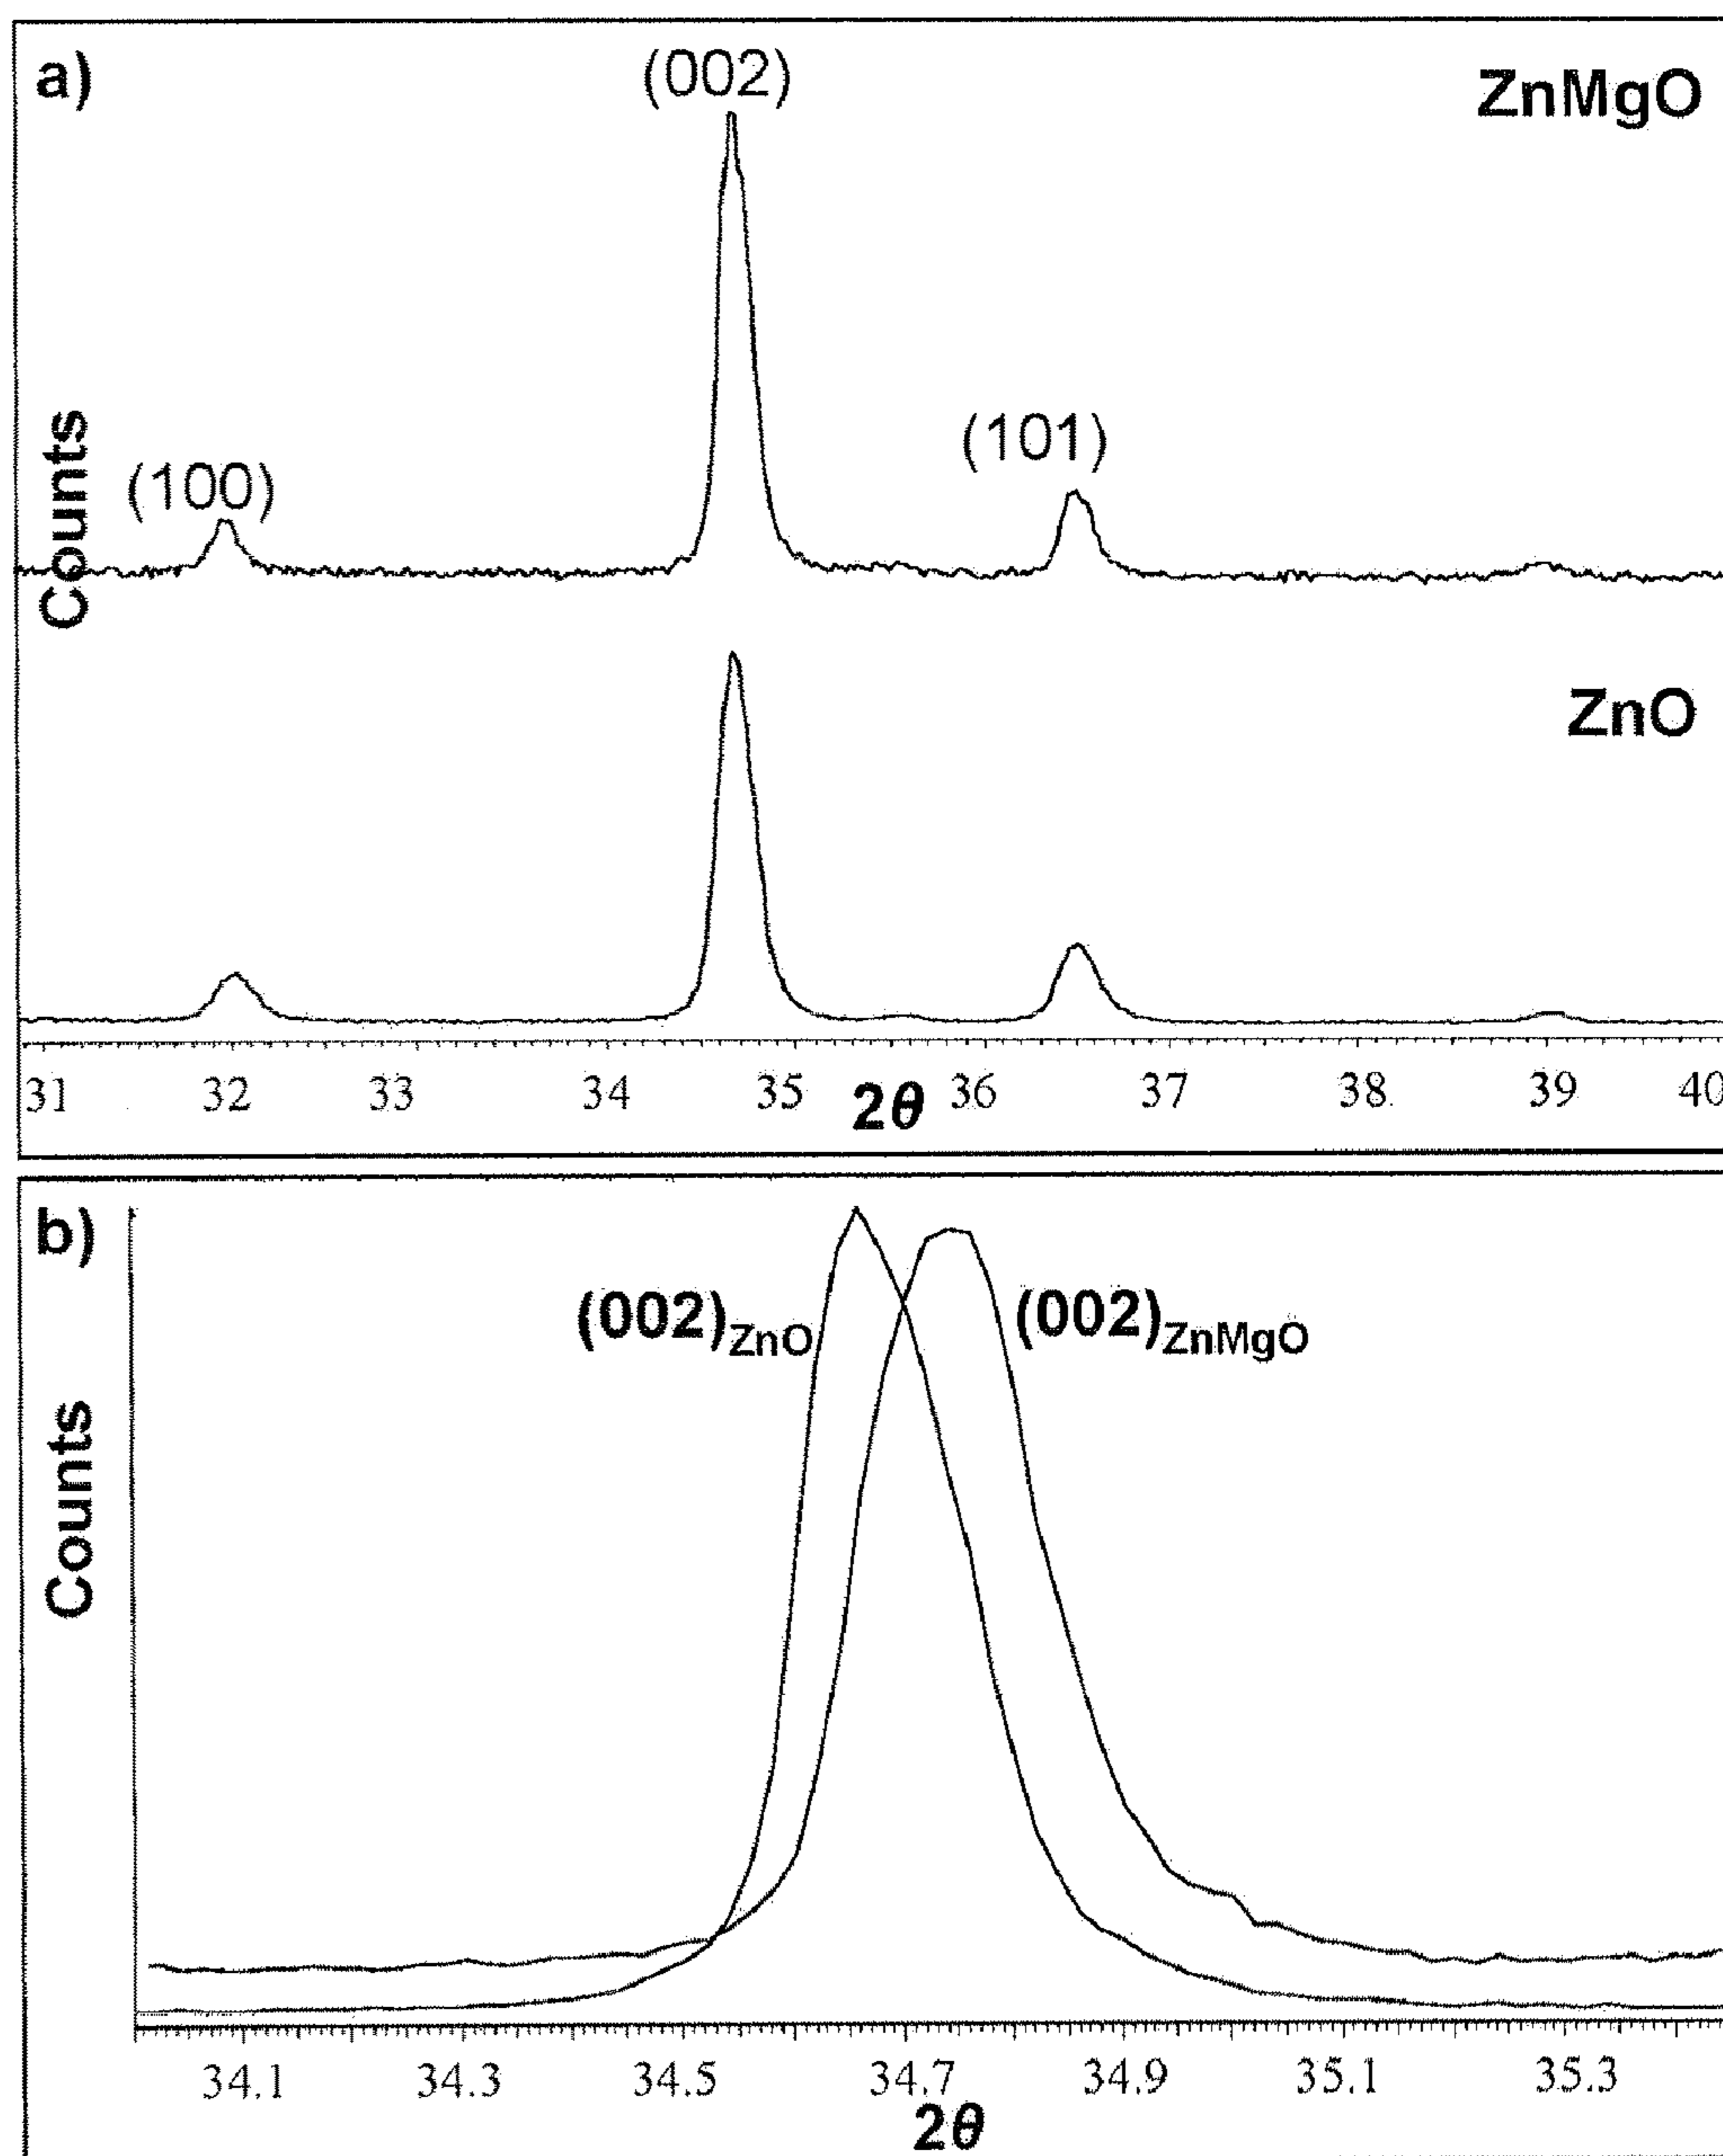 a)
(002)
ZnMgO
Counts
(100)
(101)
ZnO
31 32 33 34 35 36 37 38 39 40
2θ
b)
(002)ZnO
(002)ZnMgO
Counts
34.1 34.3 34.5 34.7 34.9 35.1 35.3
2θ